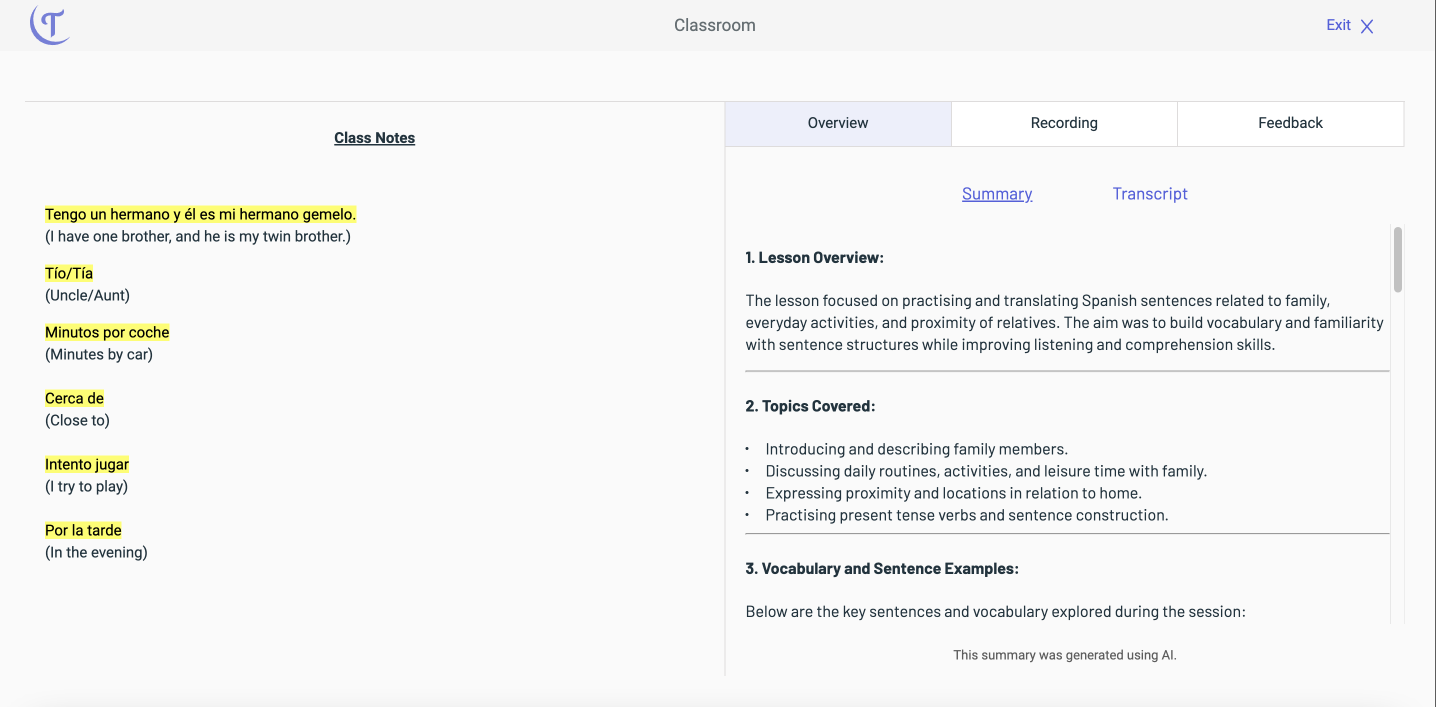 Classroom
Exit
Class Notes
Tengo un hermano y él es mi hermano gemelo.
(I have one brother, and he is my twin brother.)
Tío/Tía
(Uncle/Aunt)
Minutos por coche
(Minutes by car)
Cerca de
(Close to)
Intento jugar
(I try to play)
Por la tarde
(In the evening)
Overview
Recording
Feedback
Summary
Transcript
1. Lesson Overview:
The lesson focused on practising and translating Spanish sentences related to family,
everyday activities, and proximity of relatives. The aim was to build vocabulary and familiarity
with sentence structures while improving listening and comprehension skills.
2. Topics Covered:
• Introducing and describing family members.
• Discussing daily routines, activities, and leisure time with family.
• Expressing proximity and locations in relation to home.
• Practising present tense verbs and sentence construction.
3. Vocabulary and Sentence Examples:
Below are the key sentences and vocabulary explored during the session:
This summary was generated using AI.